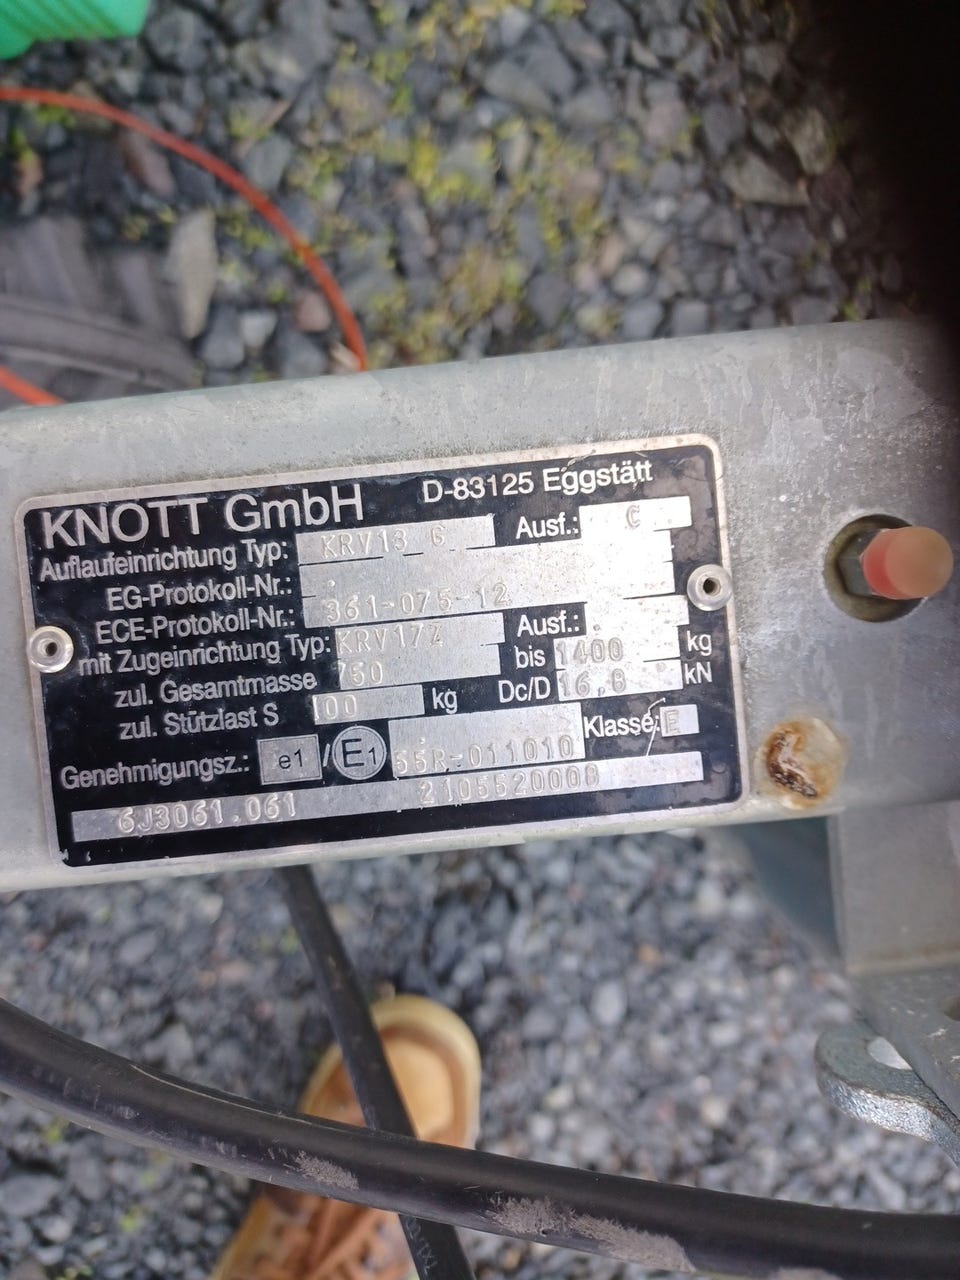 KNOTT GmbH D-83125 Eggstätt
Auflaufeinrichtung Typ: KRV13 G Ausf.: C
EG-Protokoll-Nr.:
ECE-Protokoll-Nr.: 361-075-12
mit Zugeinrichtung Typ: KRV17Z Ausf.:
zul. Gesamtmasse 750 bis 1400 kg
zul. Stützlast S 100 kg Dc/D 16,8 kN
Genehmigungsz.: e1 / E1 55R-011010 Klasse: E
6J3061.061 2105520008